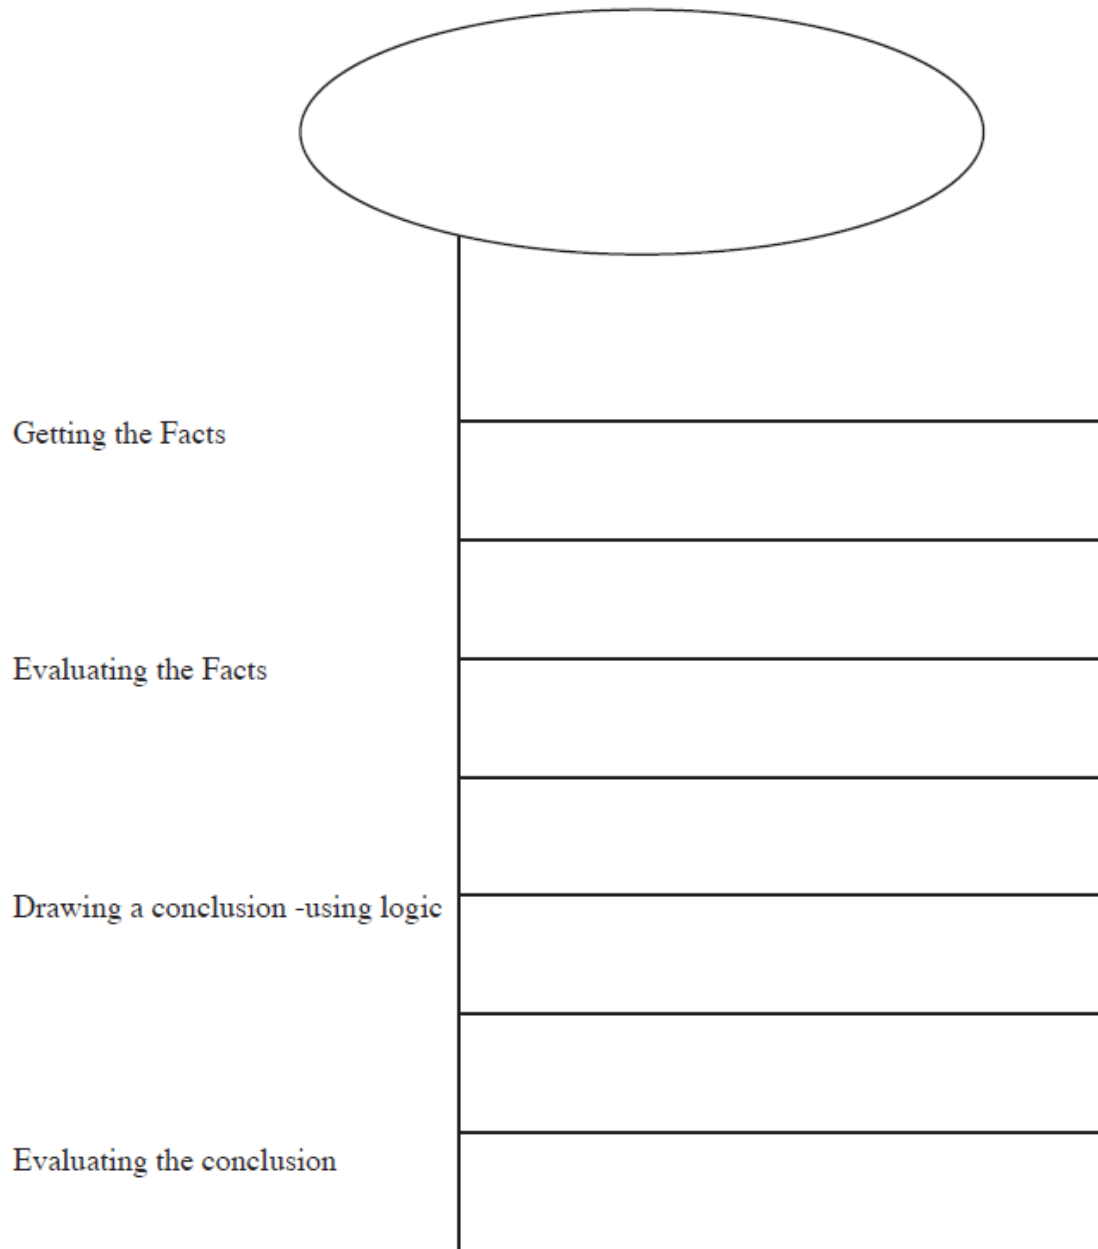 Getting the Facts
Evaluating the Facts
Drawing a conclusion -using logic
Evaluating the conclusion